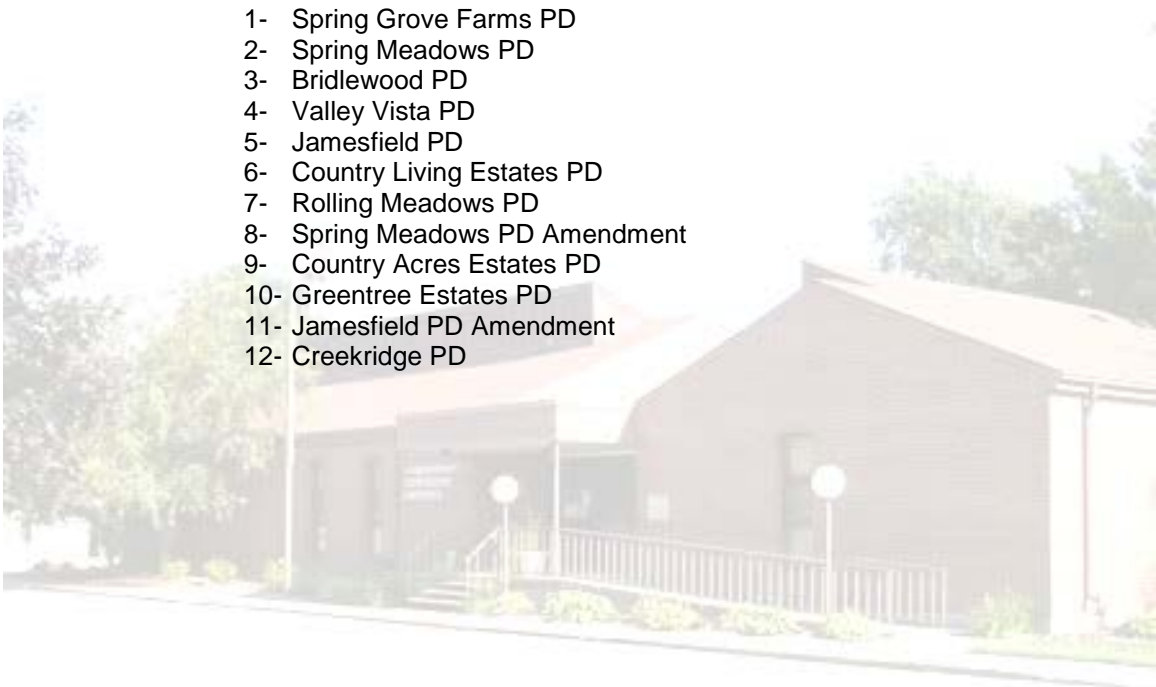 1- Spring Grove Farms PD
2- Spring Meadows PD
3- Bridlewood PD
4- Valley Vista PD
5- Jamesfield PD
6- Country Living Estates PD
7- Rolling Meadows PD
8- Spring Meadows PD Amendment
9- Country Acres Estates PD
10- Greentree Estates PD
11- Jamesfield PD Amendment
12- Creekridge PD